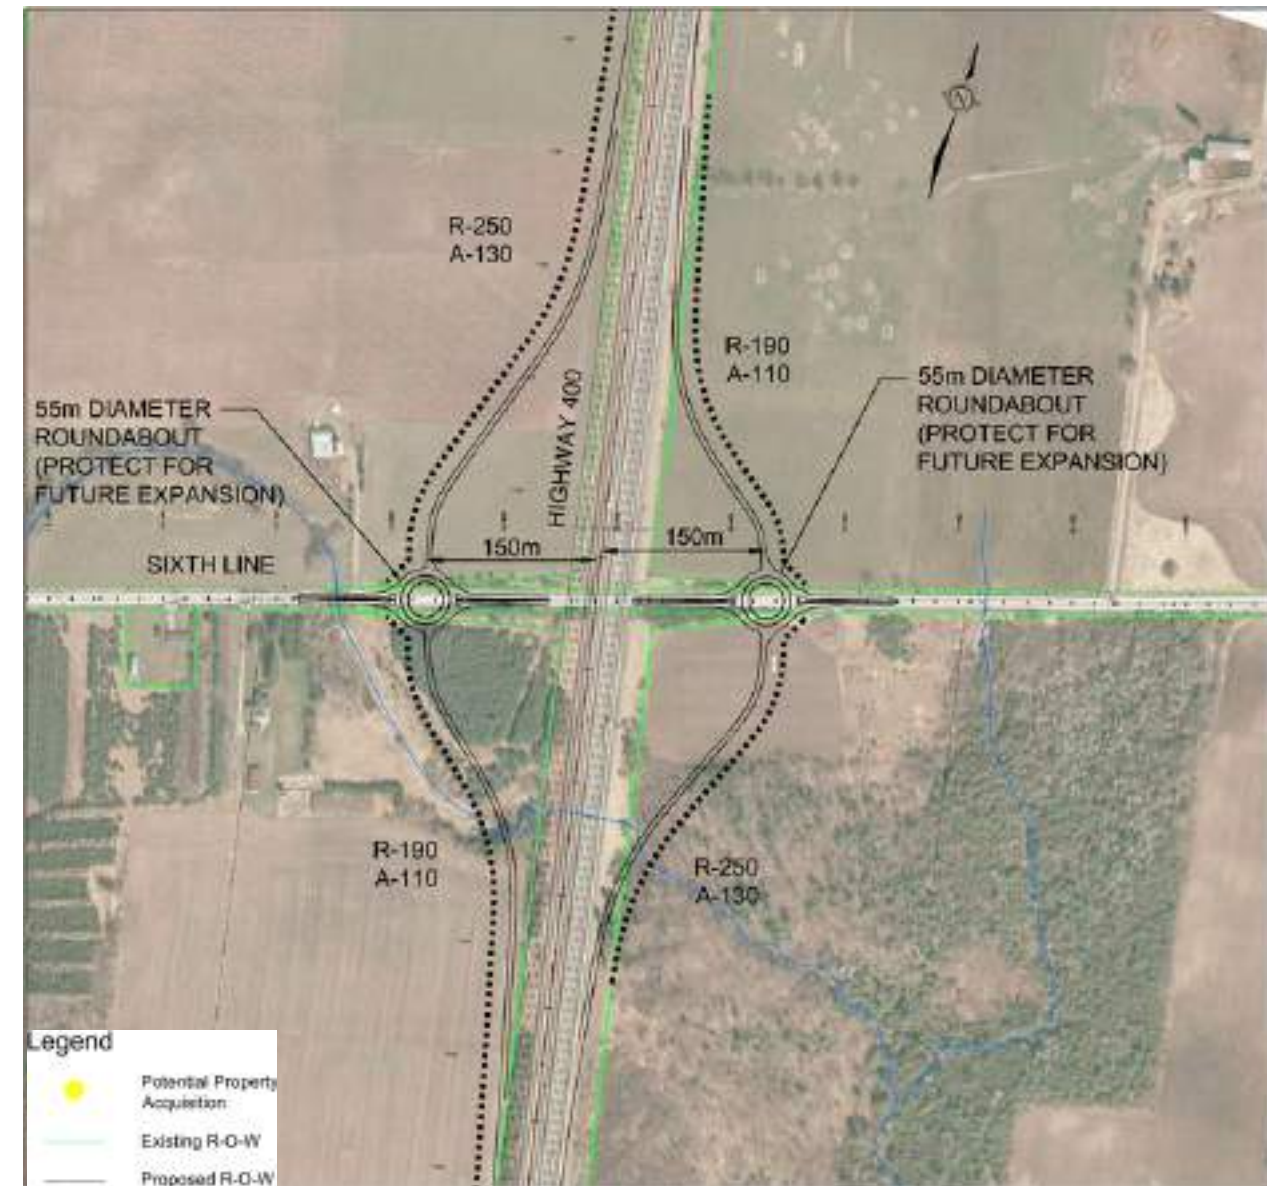 R-250
A-130
R-190
A-110
55m DIAMETER
ROUNDABOUT
(PROTECT FOR
FUTURE EXPANSION)
55m DIAMETER
ROUNDABOUT
(PROTECT FOR
FUTURE EXPANSION)
HIGHWAY 400
150m
150m
SIXTH LINE
R-190
A-110
R-250
A-130
Legend
Potential Property
Acquisition
Existing R-O-W
Proposed R-O-W